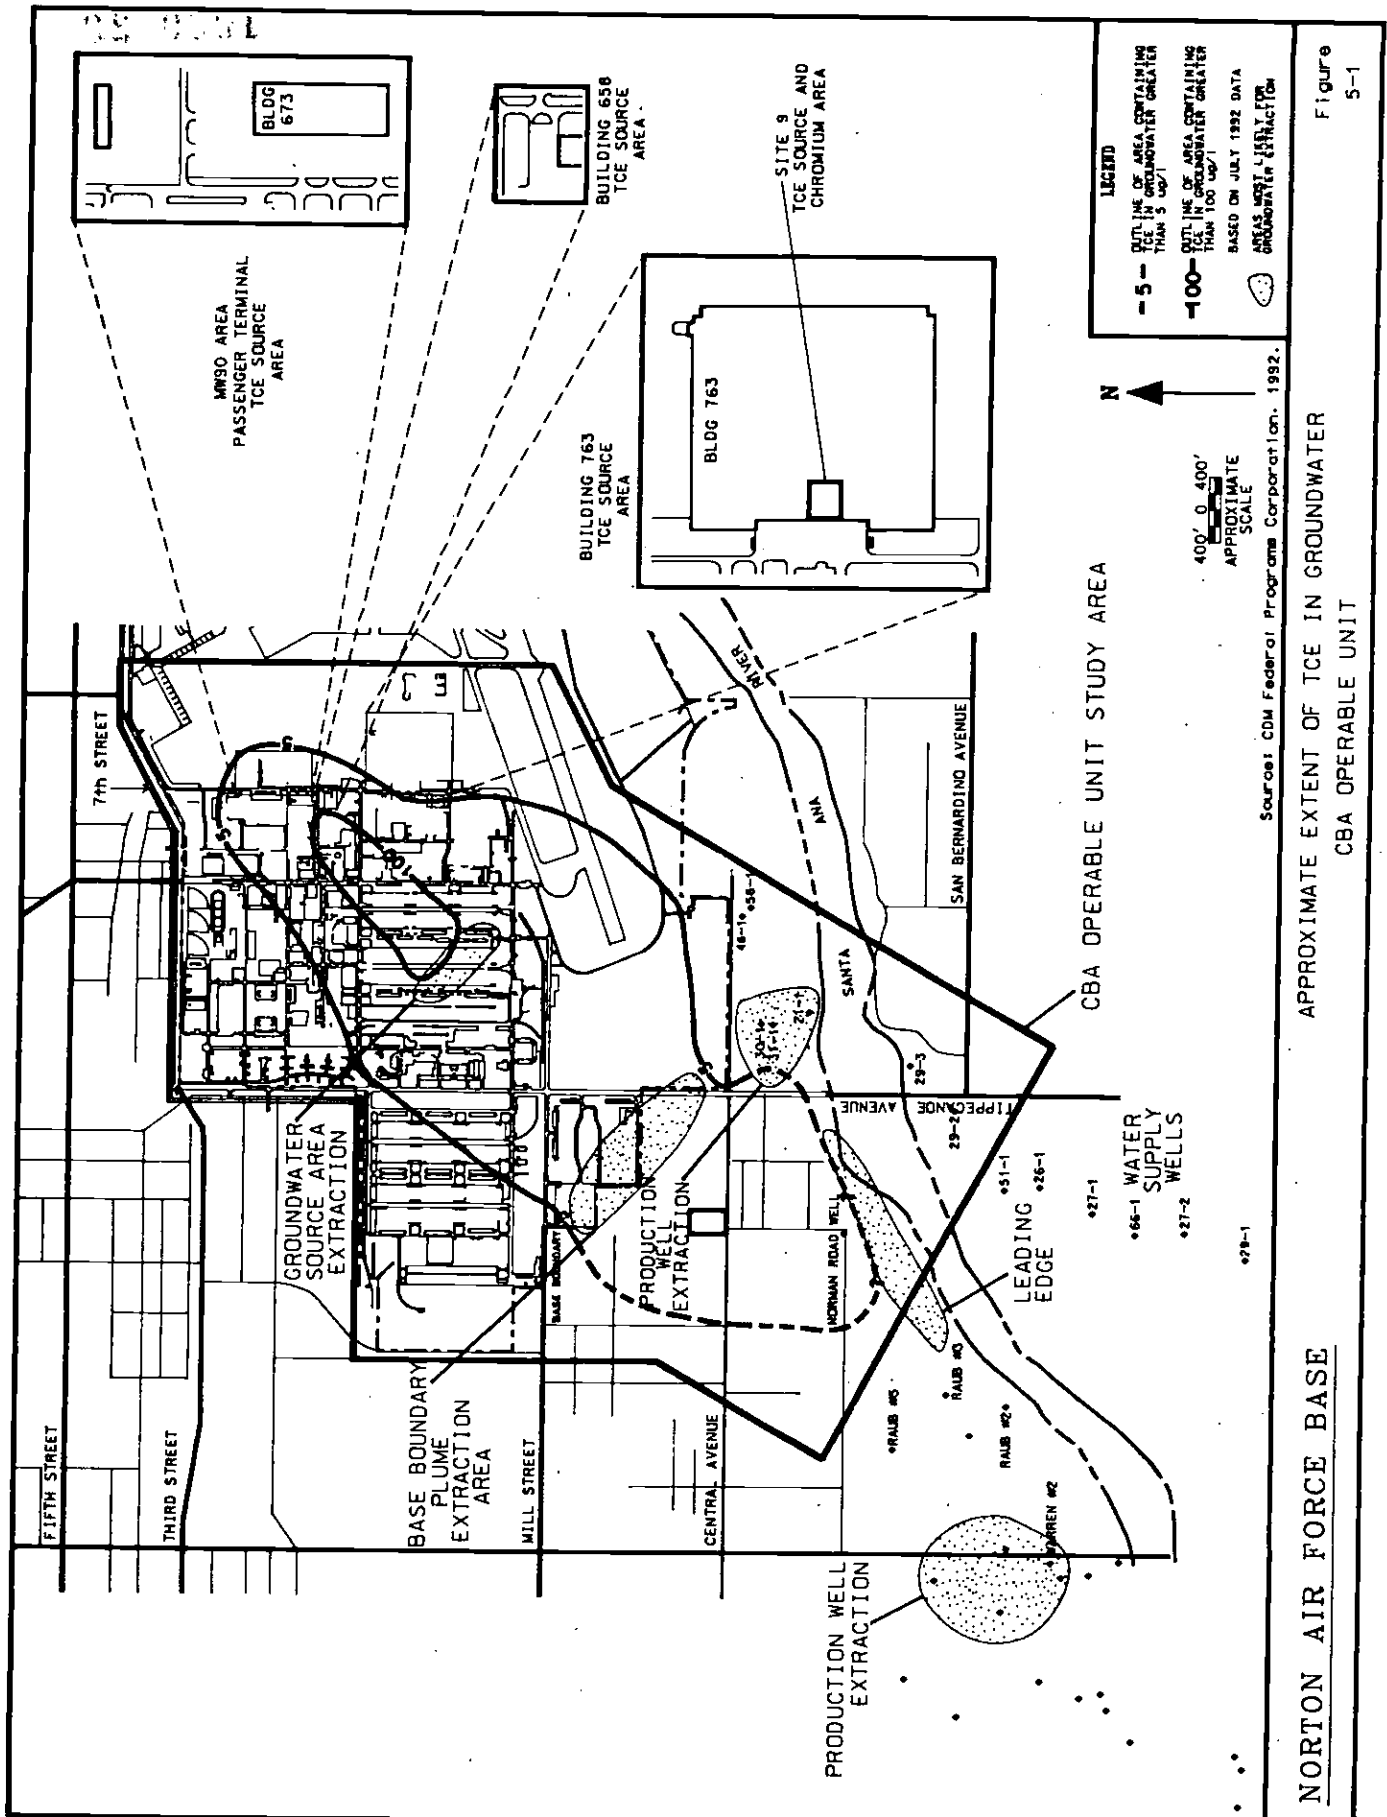 MW90 AREA
PASSENGER TERMINAL
TCE SOURCE
AREA
BLDG
673
BUILDING 658
TCE SOURCE
AREA
SITE 9
TCE SOURCE AND
CHROMIUM AREA
BUILDING 763
TCE SOURCE
AREA
BLDG 763
FIFTH STREET
7th STREET
THIRD STREET
5
5
100
5
GROUNDWATER
SOURCE AREA
EXTRACTION
BASE BOUNDARY
PLUME
EXTRACTION
AREA
MILL STREET
BASE BOUNDARY
PRODUCTION
WELL
EXTRACTION
CENTRAL AVENUE
NORMAN ROAD WELL
46-1
21-1
SANTA
ANA
RIVER
SAN BERNARDINO AVENUE
TIPPECANOE
AVENUE
29-3
29-2
51-1
26-1
27-1
66-1
WATER
SUPPLY
WELLS
27-2
29-1
LEADING
EDGE
RAUB #5
RAUB #3
RAUB #2
WARREN #2
PRODUCTION WELL
EXTRACTION
CBA OPERABLE UNIT STUDY AREA
N
400' 0 400'
APPROXIMATE
SCALE
LEGEND
5 OUTLINE OF AREA CONTAINING
TCE IN GROUNDWATER GREATER
THAN 5 ug/l
100 OUTLINE OF AREA CONTAINING
TCE IN GROUNDWATER GREATER
THAN 100 ug/l
BASED ON JULY 1992 DATA
AREAS MOST LIKELY FOR
GROUNDWATER EXTRACTION
Source: CDM Federal Programs Corporation, 1992.
NORTON AIR FORCE BASE
APPROXIMATE EXTENT OF TCE IN GROUNDWATER
CBA OPERABLE UNIT
Figure
5-1